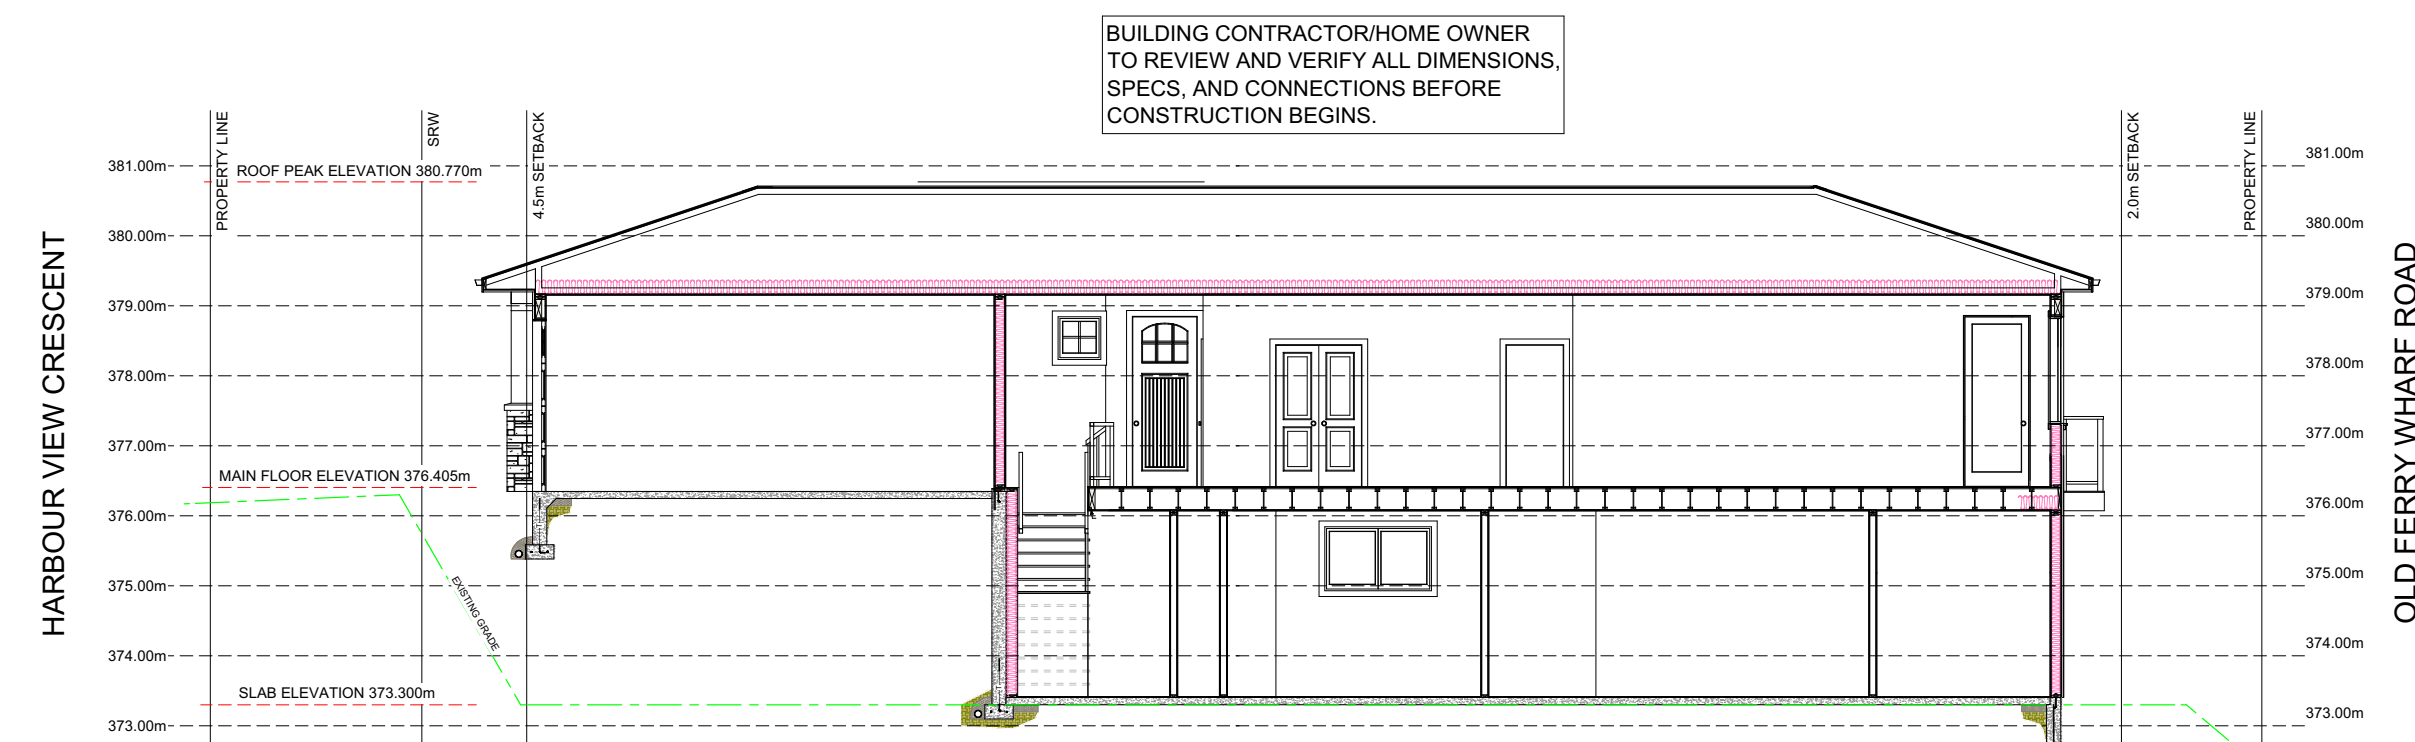 BUILDING CONTRACTOR/HOME OWNER
TO REVIEW AND VERIFY ALL DIMENSIONS,
SPECS, AND CONNECTIONS BEFORE
CONSTRUCTION BEGINS.
HARBOUR VIEW CRESCENT
PROPERTY LINE
SRW
4.5m SETBACK
2.0m SETBACK
PROPERTY LINE
OLD FERRY WHARF ROAD
381.00m
ROOF PEAK ELEVATION 380.770m
380.00m
379.00m
378.00m
377.00m
MAIN FLOOR ELEVATION 376.405m
376.00m
375.00m
EXISTING GRADE
374.00m
SLAB ELEVATION 373.300m
373.00m
381.00m
380.00m
379.00m
378.00m
377.00m
376.00m
375.00m
374.00m
373.00m